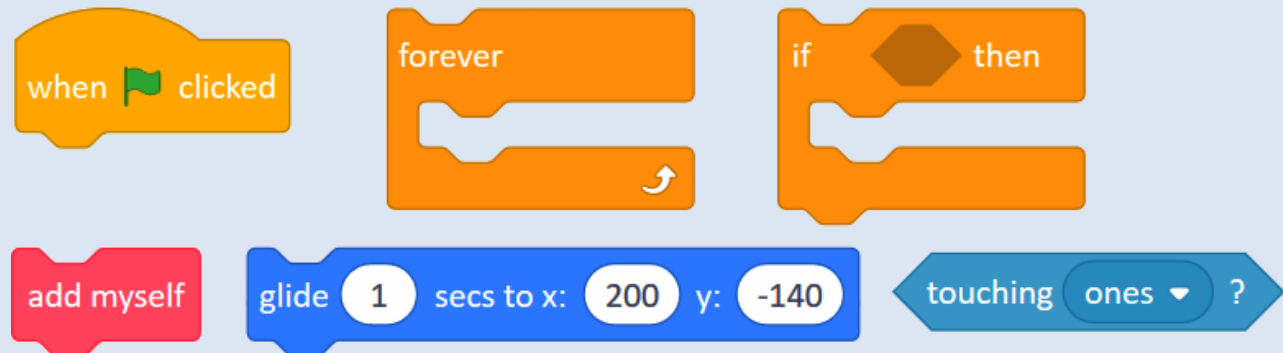 when clicked
forever
if then
add myself
glide 1 secs to x: 200 y: -140
touching ones ?